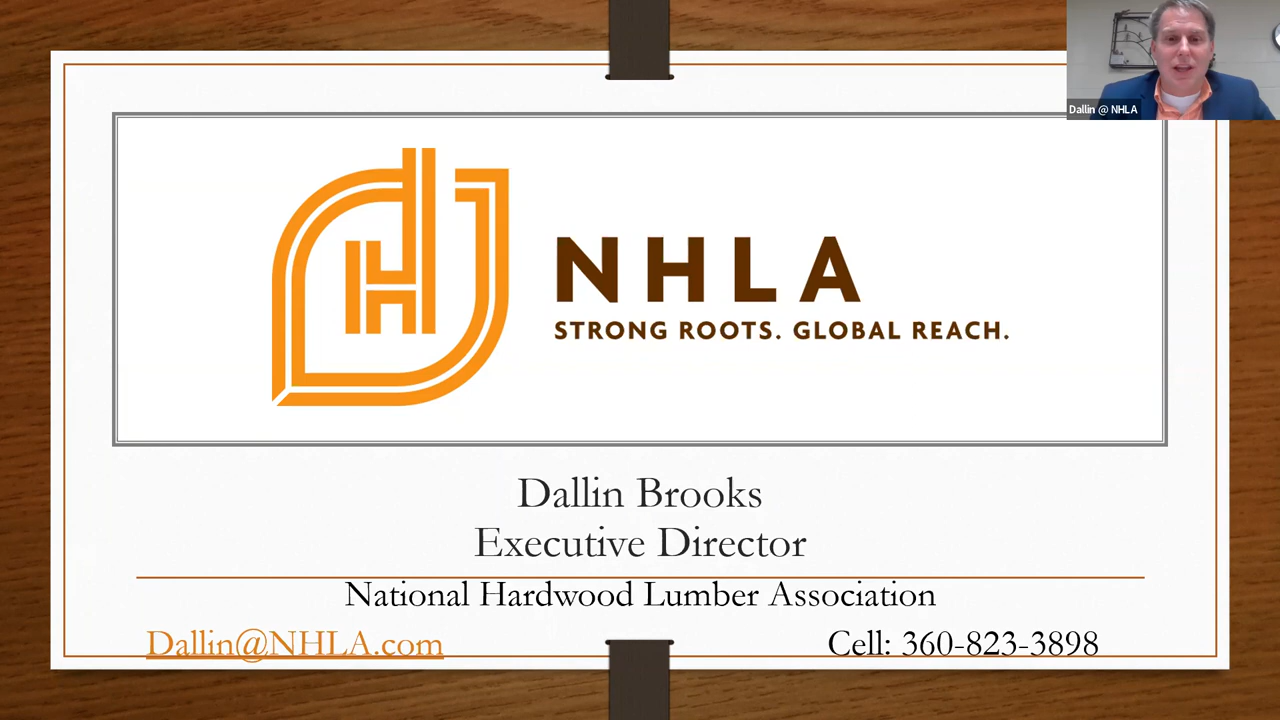 Dallin @ NHLA
NHLA
STRONG ROOTS. GLOBAL REACH.
Dallin Brooks
Executive Director
National Hardwood Lumber Association
Dallin@NHLA.com
Cell: 360-823-3898